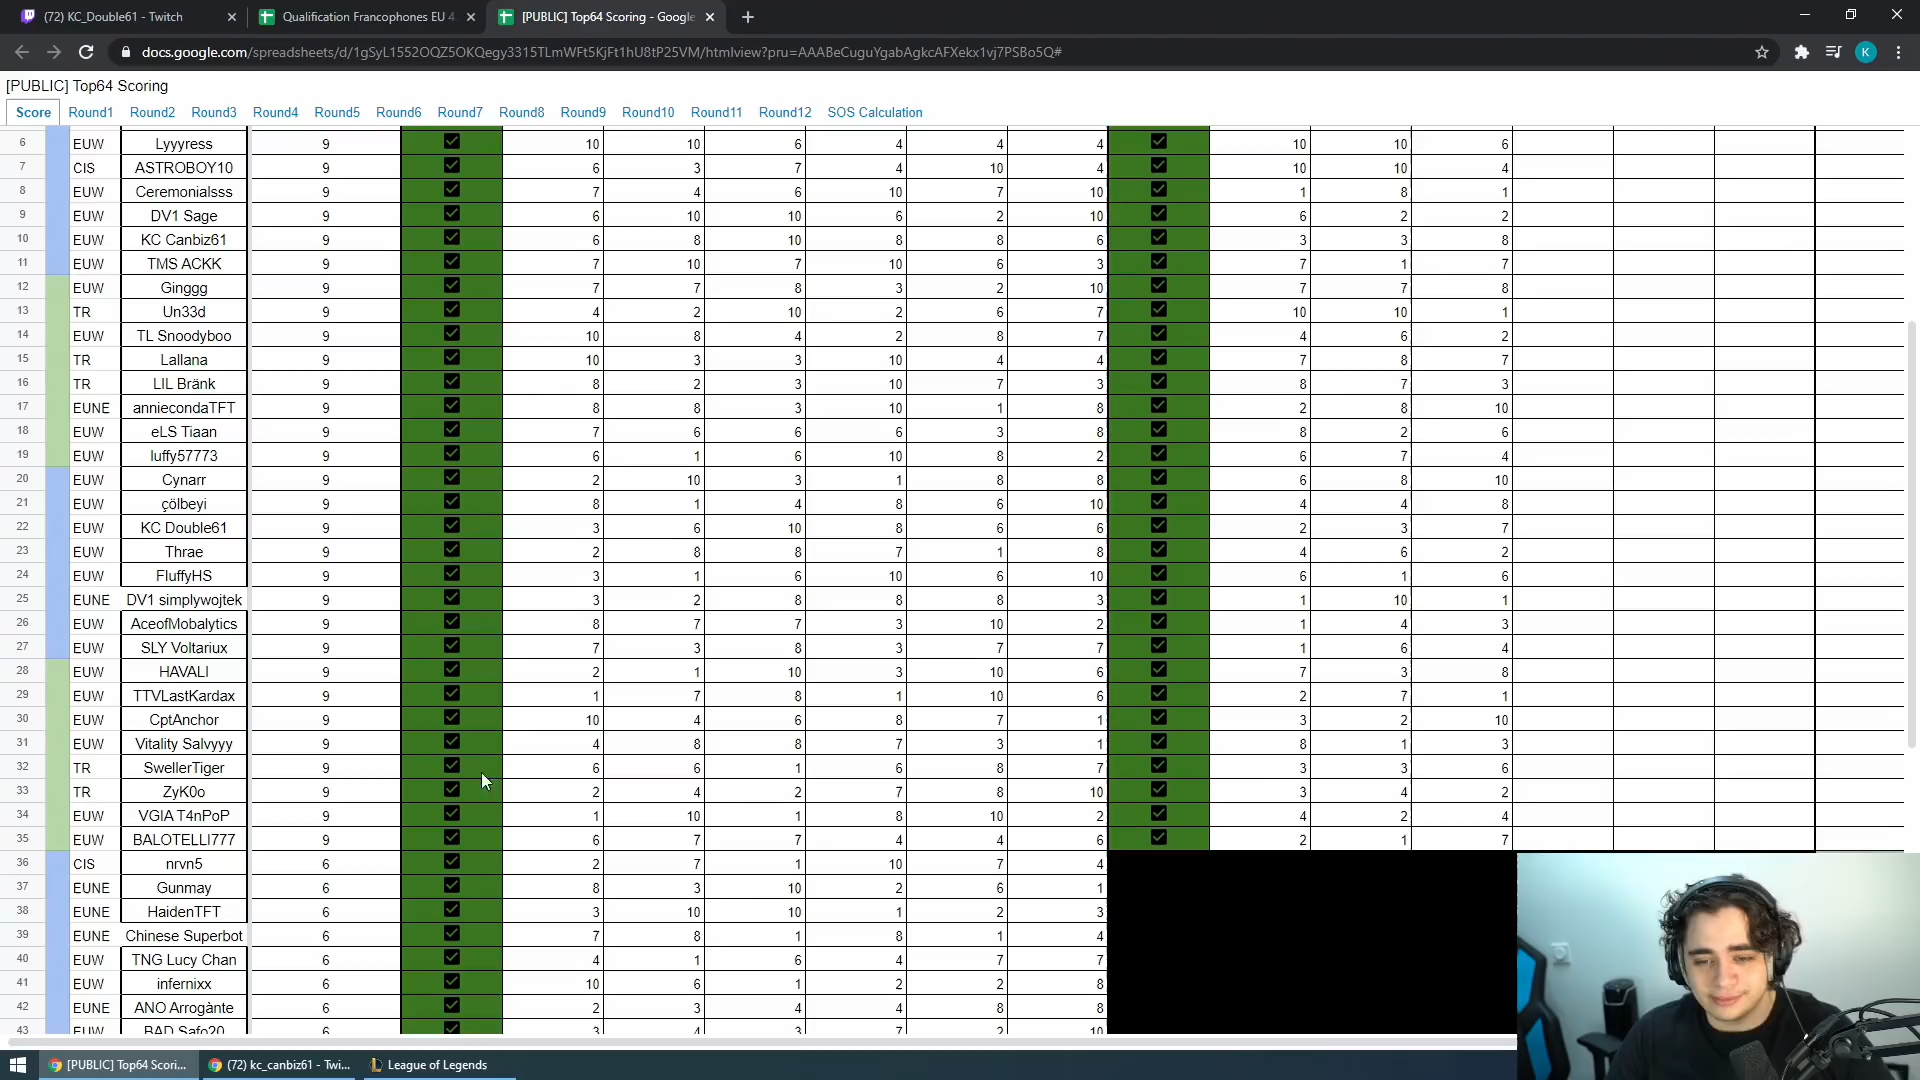 (72) KC_Double61 - Twitch
Qualification Francophones EU 4
[PUBLIC] Top64 Scoring - Google
docs.google.com/spreadsheets/d/1gSyL1552OQZ5OKQegy3315TLmWFt5KjFt1hU8tP25VM/htmlview?pru=AAABeCuguYgabAgkcAFXekx1vj7PSBo5Q#
K
[PUBLIC] Top64 Scoring
Score Round1 Round2 Round3 Round4 Round5 Round6 Round7 Round8 Round9 Round10 Round11 Round12 SOS Calculation
6 EUW Lyyyress 9 10 10 6 4 4 4 10 10 6
7 CIS ASTROBOY10 9 6 3 7 4 10 4 10 10 4
8 EUW Ceremonialsss 9 7 4 6 10 7 10 1 8 1
9 EUW DV1 Sage 9 6 10 10 6 2 10 6 2 2
10 EUW KC Canbiz61 9 6 8 10 8 8 6 3 3 8
11 EUW TMS ACKK 9 7 10 7 10 6 3 7 1 7
12 EUW Ginggg 9 7 7 8 3 2 10 7 7 8
13 TR Un33d 9 4 2 10 2 6 7 10 10 1
14 EUW TL Snoodyboo 9 10 8 4 2 8 7 4 6 2
15 TR Lallana 9 10 3 3 10 4 4 7 8 7
16 TR LIL Bränk 9 8 2 3 10 7 3 8 7 3
17 EUNE anniecondaTFT 9 8 8 3 10 1 8 2 8 10
18 EUW eLS Tiaan 9 7 6 6 6 3 8 8 2 6
19 EUW luffy57773 9 6 1 6 10 8 2 6 7 4
20 EUW Cynarr 9 2 10 3 1 8 8 6 8 10
21 EUW çölbeyi 9 8 1 4 8 6 10 4 4 8
22 EUW KC Double61 9 3 6 10 8 6 6 2 3 7
23 EUW Thrae 9 2 8 8 7 1 8 4 6 2
24 EUW FluffyHS 9 3 1 6 10 6 10 6 1 6
25 EUNE DV1 simplywojtek 9 3 2 8 8 8 3 1 10 1
26 EUW AceofMobalytics 9 8 7 7 3 10 2 1 4 3
27 EUW SLY Voltariux 9 7 3 8 3 7 7 1 6 4
28 EUW HAVALI 9 2 1 10 3 10 6 7 3 8
29 EUW TTVLastKardax 9 1 7 8 1 10 6 2 7 1
30 EUW CptAnchor 9 10 4 6 8 7 1 3 2 10
31 EUW Vitality Salvyyy 9 4 8 8 7 3 1 8 1 3
32 TR SwellerTiger 9 6 6 1 6 8 7 3 3 6
33 TR ZyK0o 9 2 4 2 7 8 10 3 4 2
34 EUW VGIA T4nPoP 9 1 10 1 8 10 2 4 2 4
35 EUW BALOTELLI777 9 6 7 7 4 4 6 2 1 7
36 CIS nrvn5 6 2 7 1 10 7 4
37 EUNE Gunmay 6 8 3 10 2 6 1
38 EUNE HaidenTFT 6 3 10 10 1 2 3
39 EUNE Chinese Superbot 6 7 8 1 8 1 4
40 EUW TNG Lucy Chan 6 4 1 6 4 7 7
41 EUW infernixx 6 10 6 1 2 2 8
42 EUNE ANO Arrogànte 6 2 3 4 4 8 8
43 EUW BAD Safo20 6 3 4 3 7 2 10
[PUBLIC] Top64 Scori...
(72) kc_canbiz61 - Twi...
League of Legends